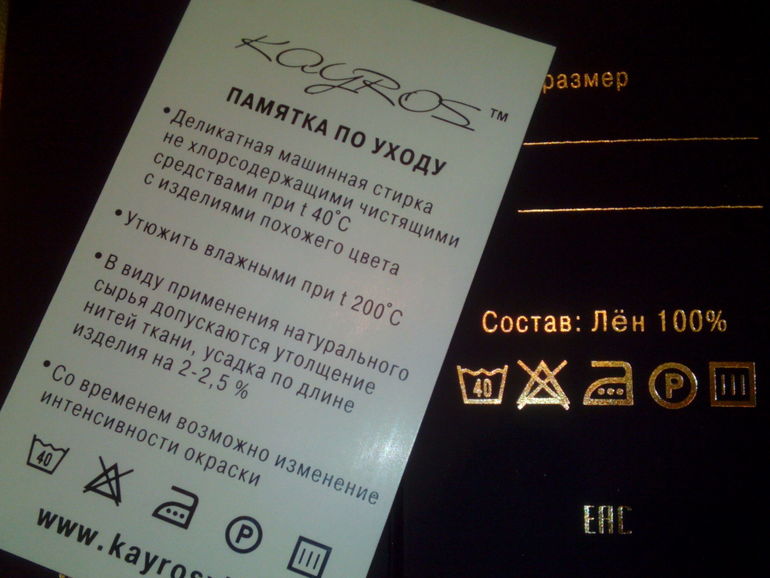 KAYROS™
ПАМЯТКА ПО УХОДУ
•Деликатная машинная стирка
не хлорсодержащими чистящими
средствами при t 40°C
с изделиями похожего цвета
•Утюжить влажными при t 200°C
•В виду применения натурального
сырья допускаются утолщение
нитей ткани, усадка по длине
изделия на 2-2,5 %
•Со временем возможно изменение
интенсивности окраски
40
P
www.kayros
размер
Состав: Лён 100%
40
P
EAC